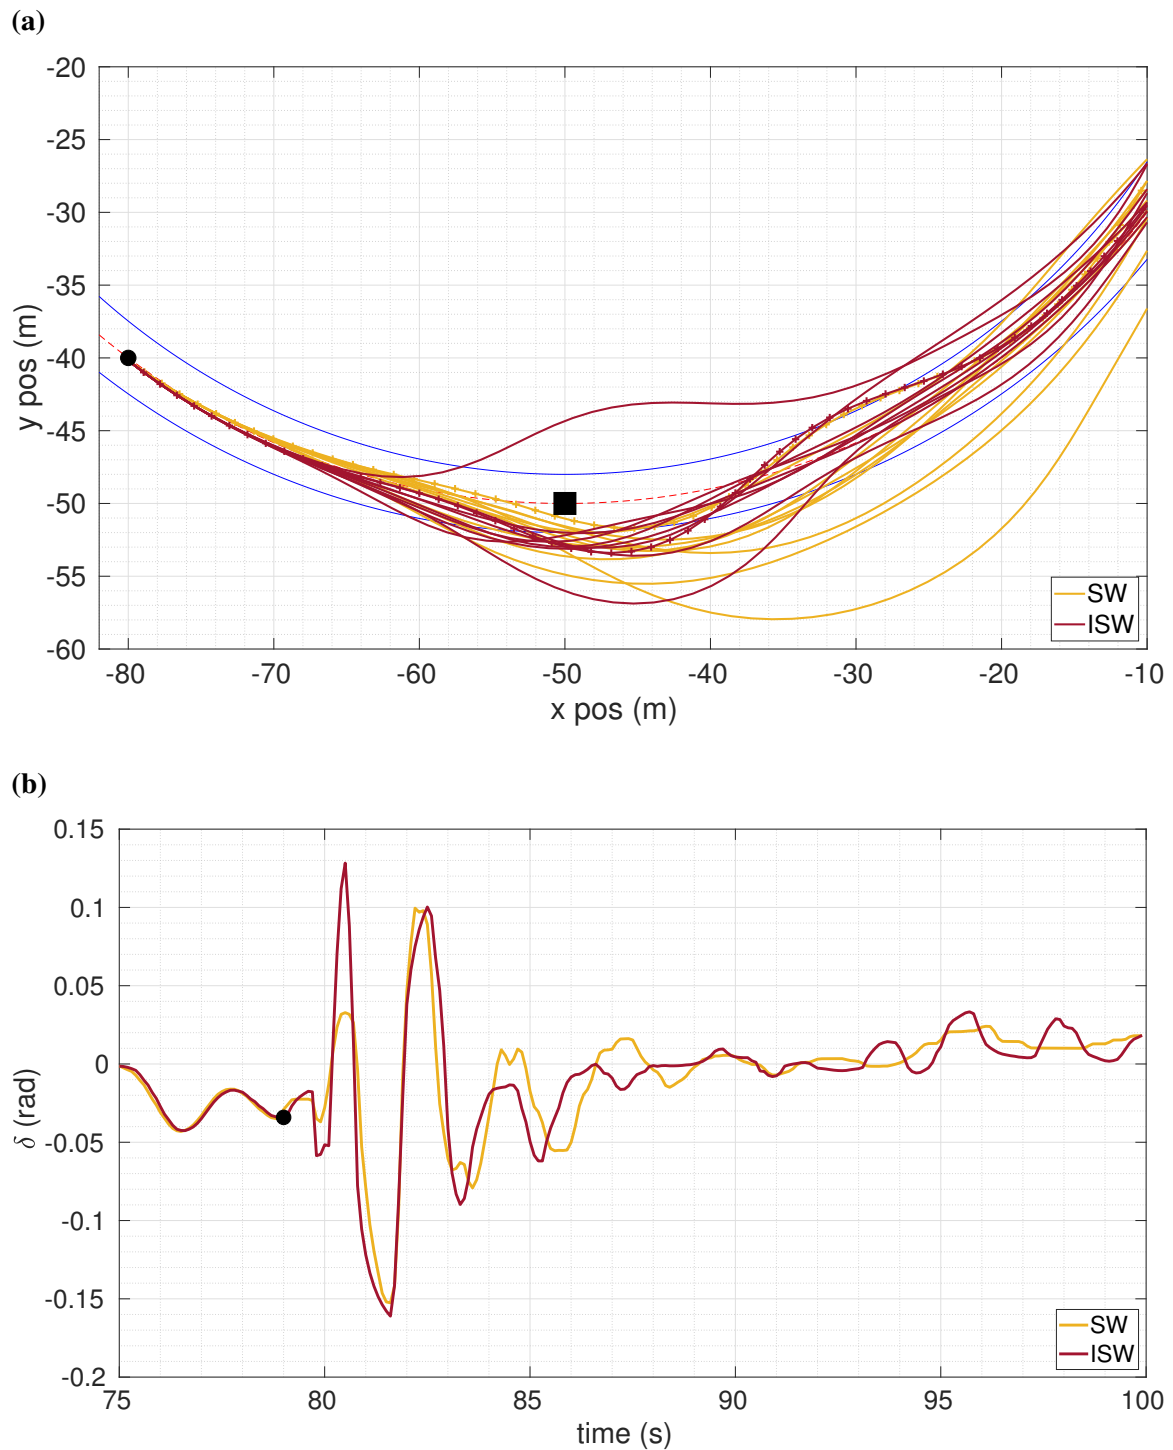 (a)
-20
-25
-30
-35
-40
-45
-50
-55
-60
y pos (m)
-80 -70 -60 -50 -40 -30 -20 -10
x pos (m)
SW
ISW
(b)
0.15
0.1
0.05
0
-0.05
-0.1
-0.15
-0.2
δ (rad)
75 80 85 90 95 100
time (s)
SW
ISW